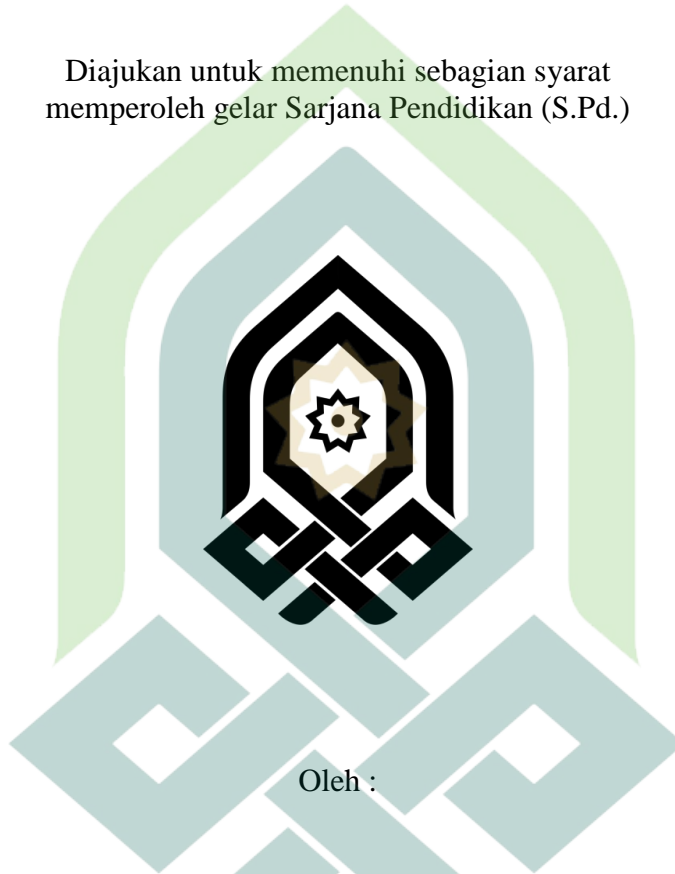 Diajukan untuk memenuhi sebagian syarat
memperoleh gelar Sarjana Pendidikan (S.Pd.)
Oleh :